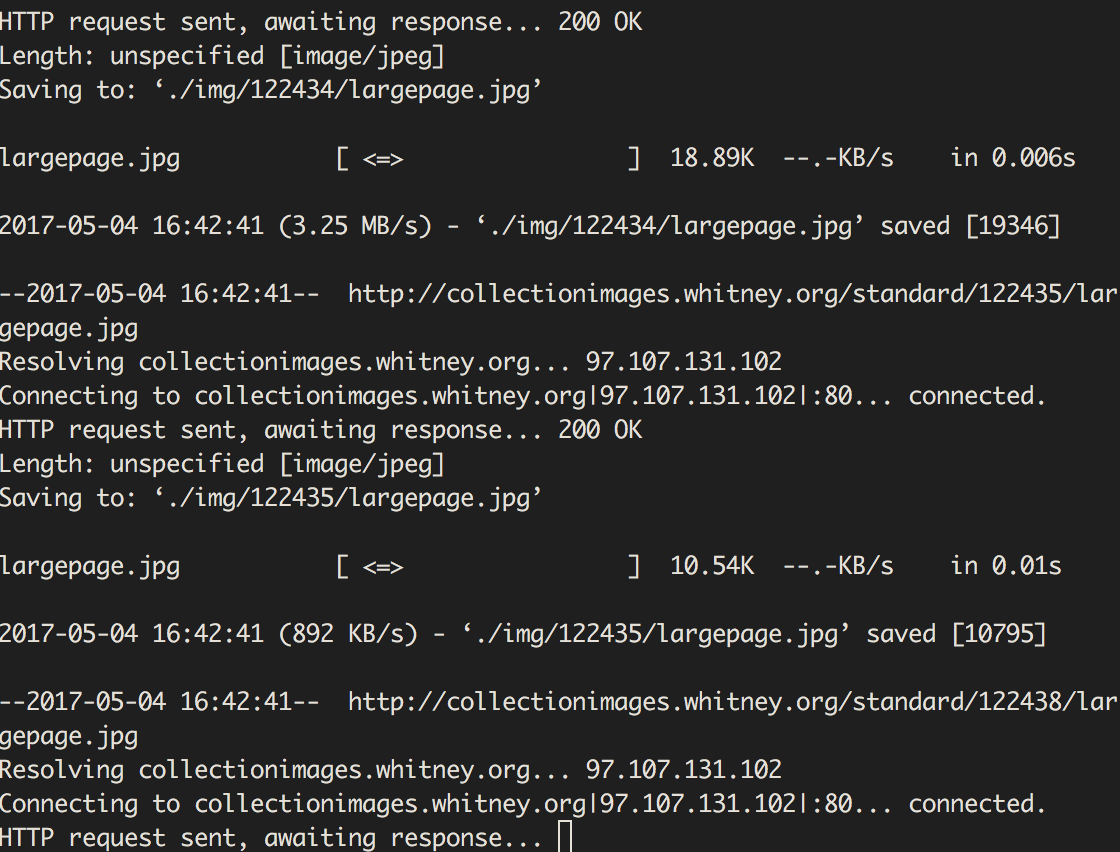 HTTP request sent, awaiting response... 200 OK
Length: unspecified [image/jpeg]
Saving to: ‘./img/122434/largepage.jpg’
largepage.jpg [ <=> ] 18.89K --.-KB/s in 0.006s
2017-05-04 16:42:41 (3.25 MB/s) - ‘./img/122434/largepage.jpg’ saved [19346]
--2017-05-04 16:42:41-- http://collectionimages.whitney.org/standard/122435/lar
gepage.jpg
Resolving collectionimages.whitney.org... 97.107.131.102
Connecting to collectionimages.whitney.org|97.107.131.102|:80... connected.
HTTP request sent, awaiting response... 200 OK
Length: unspecified [image/jpeg]
Saving to: ‘./img/122435/largepage.jpg’
largepage.jpg [ <=> ] 10.54K --.-KB/s in 0.01s
2017-05-04 16:42:41 (892 KB/s) - ‘./img/122435/largepage.jpg’ saved [10795]
--2017-05-04 16:42:41-- http://collectionimages.whitney.org/standard/122438/lar
gepage.jpg
Resolving collectionimages.whitney.org... 97.107.131.102
Connecting to collectionimages.whitney.org|97.107.131.102|:80... connected.
HTTP request sent, awaiting response...